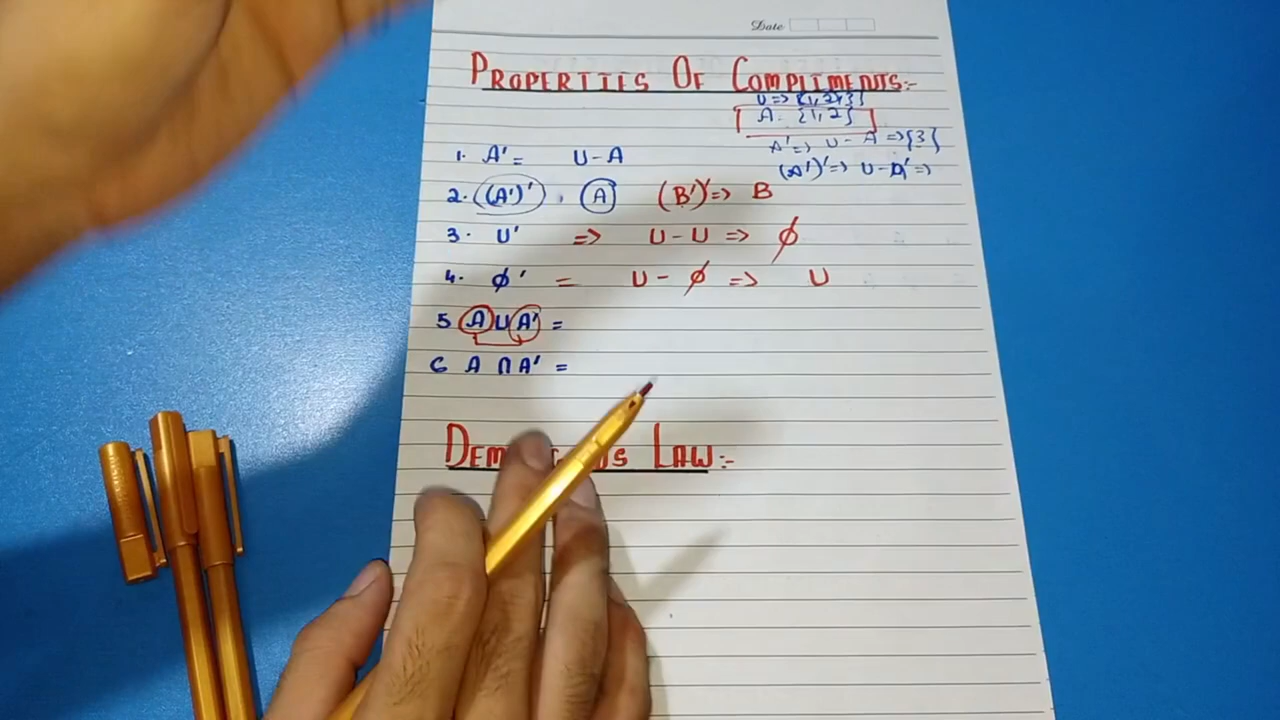 Date
PROPERTIES OF COMPLIMENTS:-
U => {1,2,3}
A = {1,2}
A' => U - A => {3}
(A')' => U - A' =>
1. A' = U - A
2. (A')' = A (B')' => B
3. U' => U - U => ϕ
4. ϕ' = U - ϕ => U
5 A U A' =
6 A ∩ A' =
LAW:-